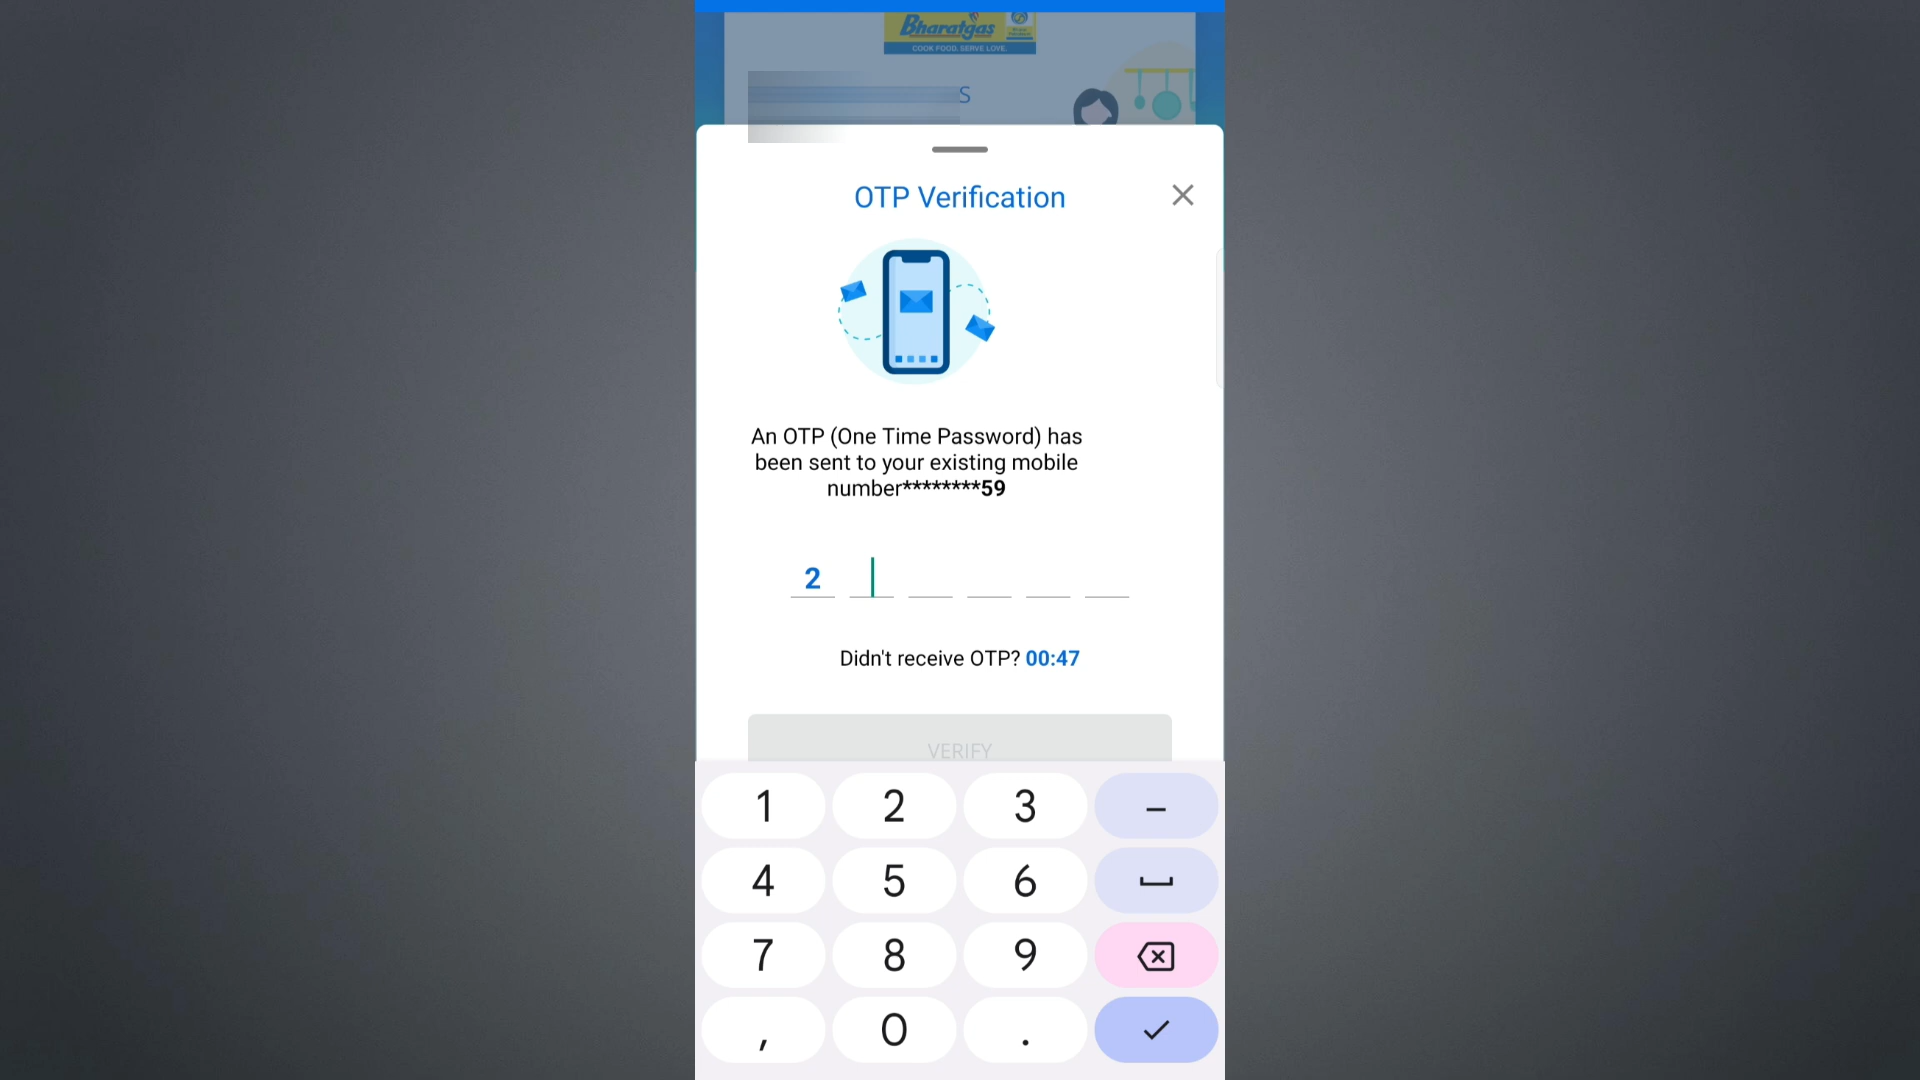 Bharatgas
COOK FOOD. SERVE LOVE.
S
OTP Verification
An OTP (One Time Password) has
been sent to your existing mobile
number********59
2
Didn't receive OTP? 00:47
VERIFY
1 2 3 –
4 5 6
7 8 9
, 0 .